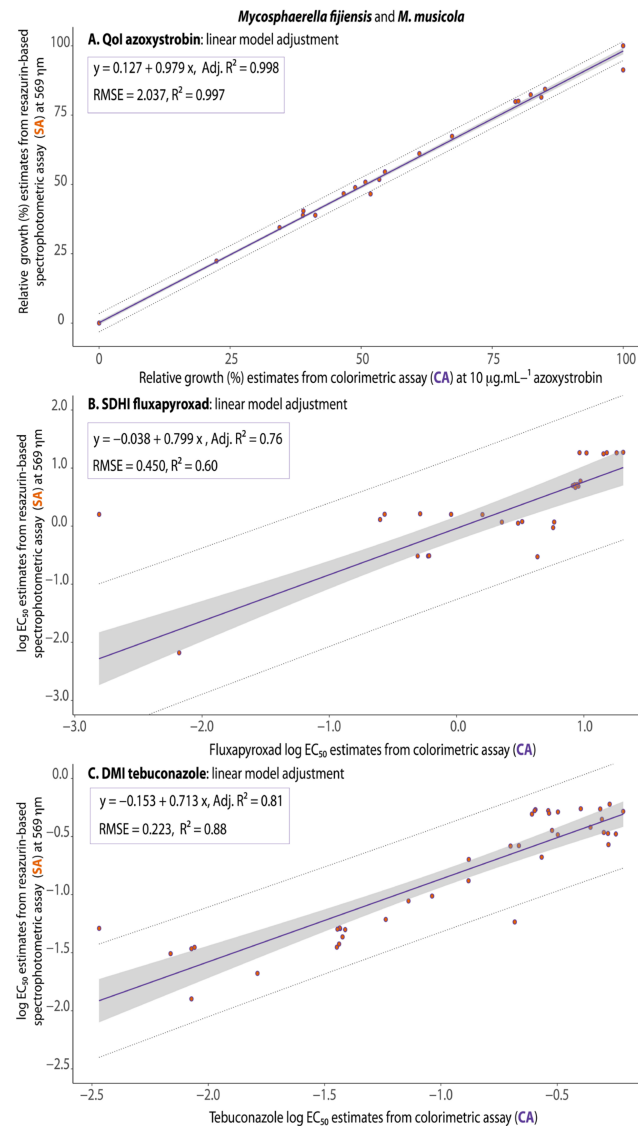 Mycosphaerella fijiensis and M. musicola
A. QoI azoxystrobin: linear model adjustment
y = 0.127 + 0.979 x, Adj. R² = 0.998
RMSE = 2.037, R² = 0.997
Relative growth (%) estimates from resazurin-based
spectrophotometric assay (SA) at 569 ηm
100
75
50
25
0
0 25 50 75 100
Relative growth (%) estimates from colorimetric assay (CA) at 10 μg.mL–¹ azoxystrobin
B. SDHI fluxapyroxad: linear model adjustment
y = −0.038 + 0.799 x , Adj. R² = 0.76
RMSE = 0.450, R² = 0.60
log EC₅₀ estimates from resazurin-based
spectrophotometric assay (SA) at 569 ηm
2.0
1.0
0.0
−1.0
−2.0
−3.0
−3.0 −2.0 −1.0 0.0 1.0
Fluxapyroxad log EC₅₀ estimates from colorimetric assay (CA)
C. DMI tebuconazole: linear model adjustment
y = −0.153 + 0.713 x, Adj. R² = 0.81
RMSE = 0.223, R² = 0.88
log EC₅₀ estimates from resazurin-based
spectrophotometric assay (SA) at 569 ηm
0.0
−0.5
−1.0
−1.5
−2.0
−2.5
−2.5 −2.0 −1.5 −1.0 −0.5
Tebuconazole log EC₅₀ estimates from colorimetric assay (CA)